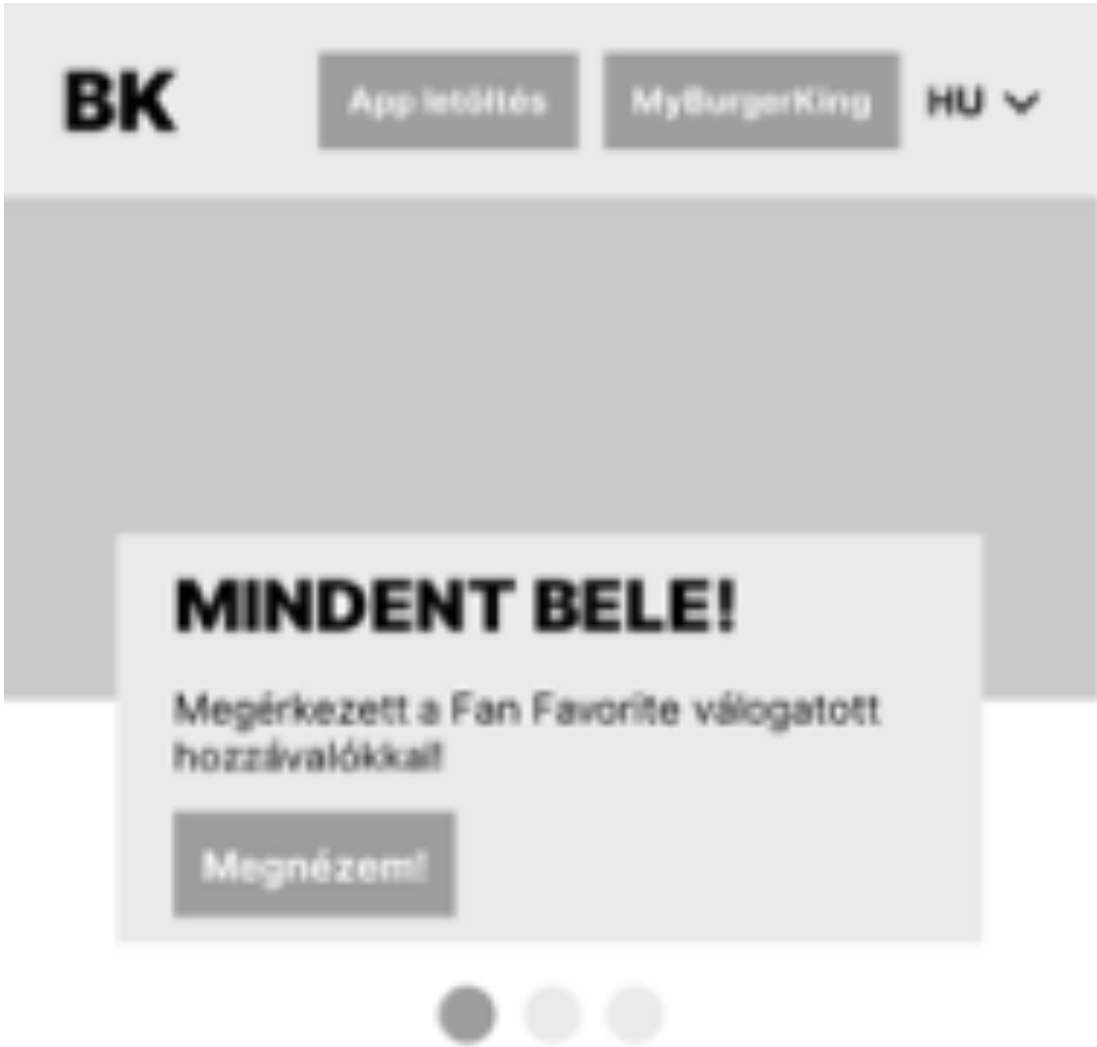 BK
App letöltés
MyBurgerKing
HU
MINDENT BELE!
Megérkezett a Fan Favorite válogatott
hozzávalókkal!
Megnézem!